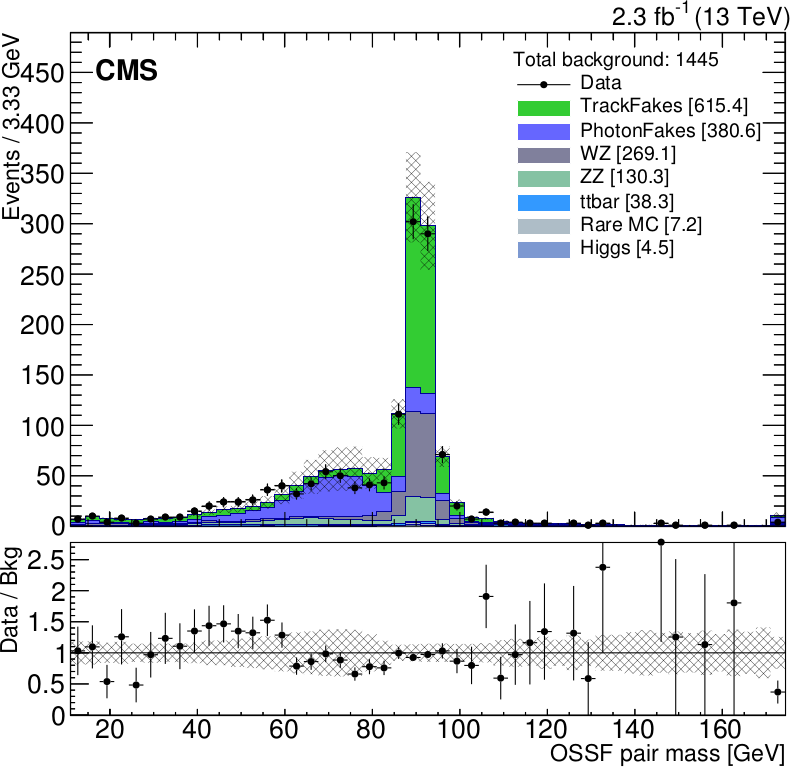 2.3 fb-1 (13 TeV)
CMS
Total background: 1445
Data
TrackFakes [615.4]
PhotonFakes [380.6]
WZ [269.1]
ZZ [130.3]
ttbar [38.3]
Rare MC [7.2]
Higgs [4.5]
Events / 3.33 GeV
450
400
350
300
250
200
150
100
50
0
Data / Bkg
2.5
2
1.5
1
0.5
0
20 40 60 80 100 120 140 160
OSSF pair mass [GeV]